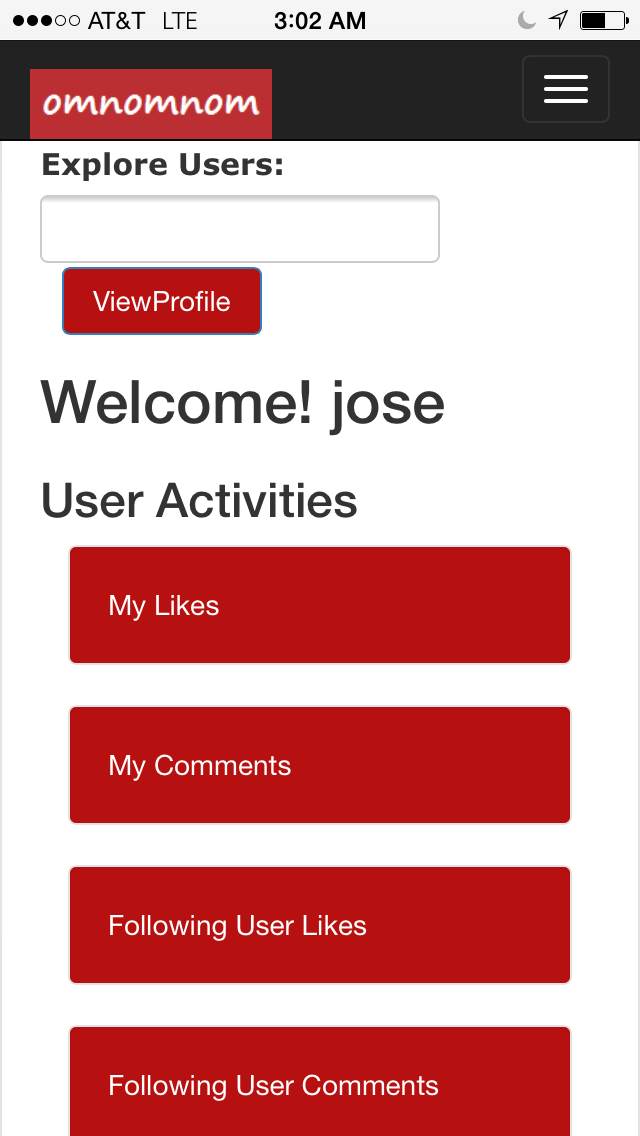 AT&T LTE 3:02 AM
omnomnom
Explore Users:
ViewProfile
Welcome! jose
User Activities
My Likes
My Comments
Following User Likes
Following User Comments